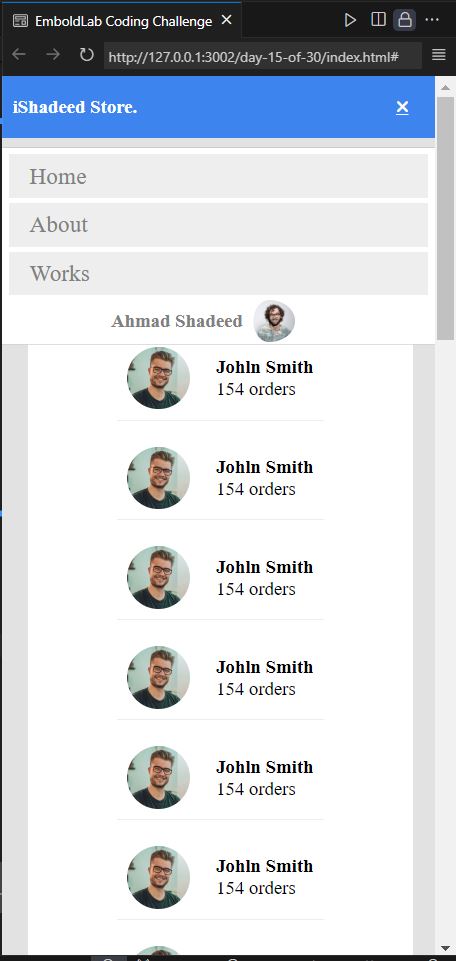 EmboldLab Coding Challenge
http://127.0.0.1:3002/day-15-of-30/index.html#
iShadeed Store.
Home
About
Works
Ahmad Shadeed
Johln Smith
154 orders
Johln Smith
154 orders
Johln Smith
154 orders
Johln Smith
154 orders
Johln Smith
154 orders
Johln Smith
154 orders